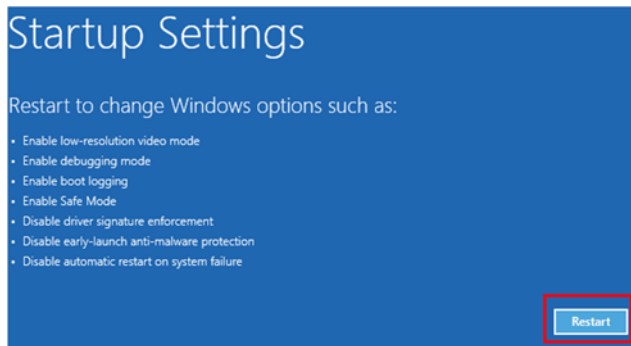 Startup Settings
Restart to change Windows options such as:
• Enable low-resolution video mode
• Enable debugging mode
• Enable boot logging
• Enable Safe Mode
• Disable driver signature enforcement
• Disable early-launch anti-malware protection
• Disable automatic restart on system failure
Restart